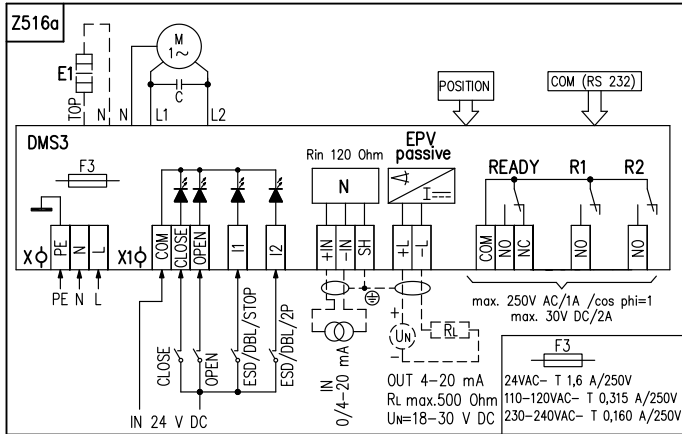 Z516a
M
1~
E1
C
TOP
N
N
L1
L2
POSITION
COM (RS 232)
DMS3
F3
Rin 120 Ohm
EPV
passive
N
I
READY
R1
R2
X
PE
N
L
X1
COM
CLOSE
OPEN
I1
I2
+IN
-IN
SH
+L
-L
COM
NO
NC
NO
NO
PE N L
CLOSE
OPEN
ESD/DBL/STOP
ESD/DBL/2P
IN 24 V DC
IN
0/4-20 mA
+
UN
-
RL
OUT 4-20 mA
RL max.500 Ohm
UN=18-30 V DC
max. 250V AC/1A /cos phi=1
max. 30V DC/2A
F3
24VAC- T 1,6 A/250V
110-120VAC- T 0,315 A/250V
230-240VAC- T 0,160 A/250V